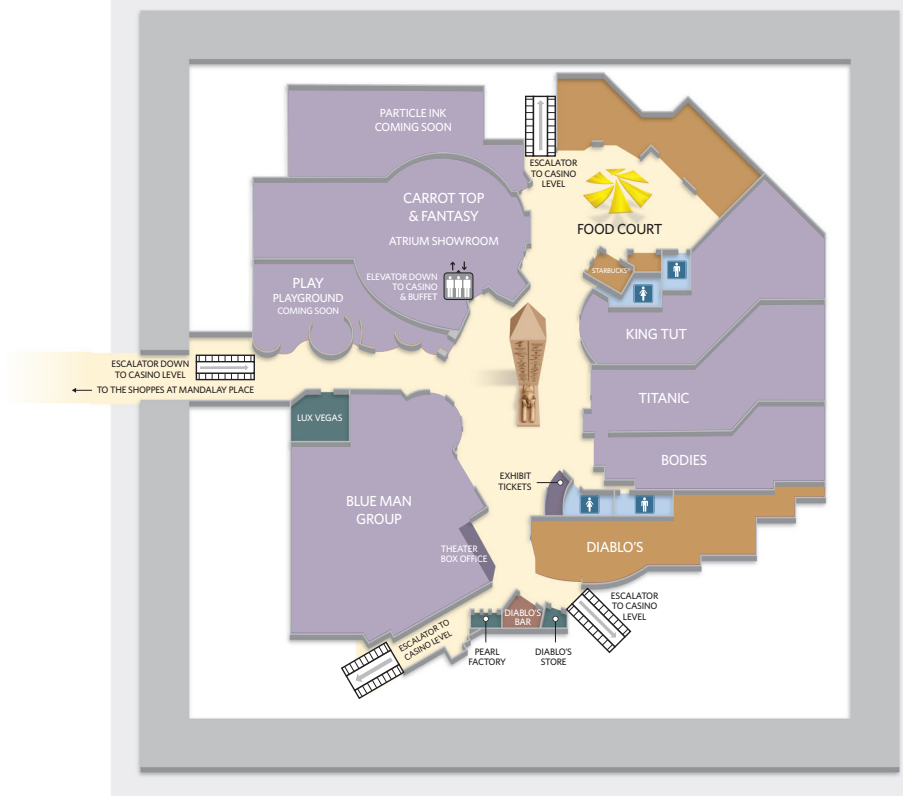 PARTICLE INK
COMING SOON
ESCALATOR
TO CASINO
LEVEL
CARROT TOP
& FANTASY
ATRIUM SHOWROOM
FOOD COURT
STARBUCKS®
ELEVATOR DOWN
TO CASINO
& BUFFET
PLAY
PLAYGROUND
COMING SOON
KING TUT
ESCALATOR DOWN
TO CASINO LEVEL
TO THE SHOPPES AT MANDALAY PLACE
TITANIC
LUX VEGAS
BODIES
EXHIBIT
TICKETS
BLUE MAN
GROUP
THEATER
BOX OFFICE
DIABLO'S
ESCALATOR
TO CASINO
LEVEL
DIABLO'S
BAR
ESCALATOR TO
CASINO LEVEL
PEARL
FACTORY
DIABLO'S
STORE